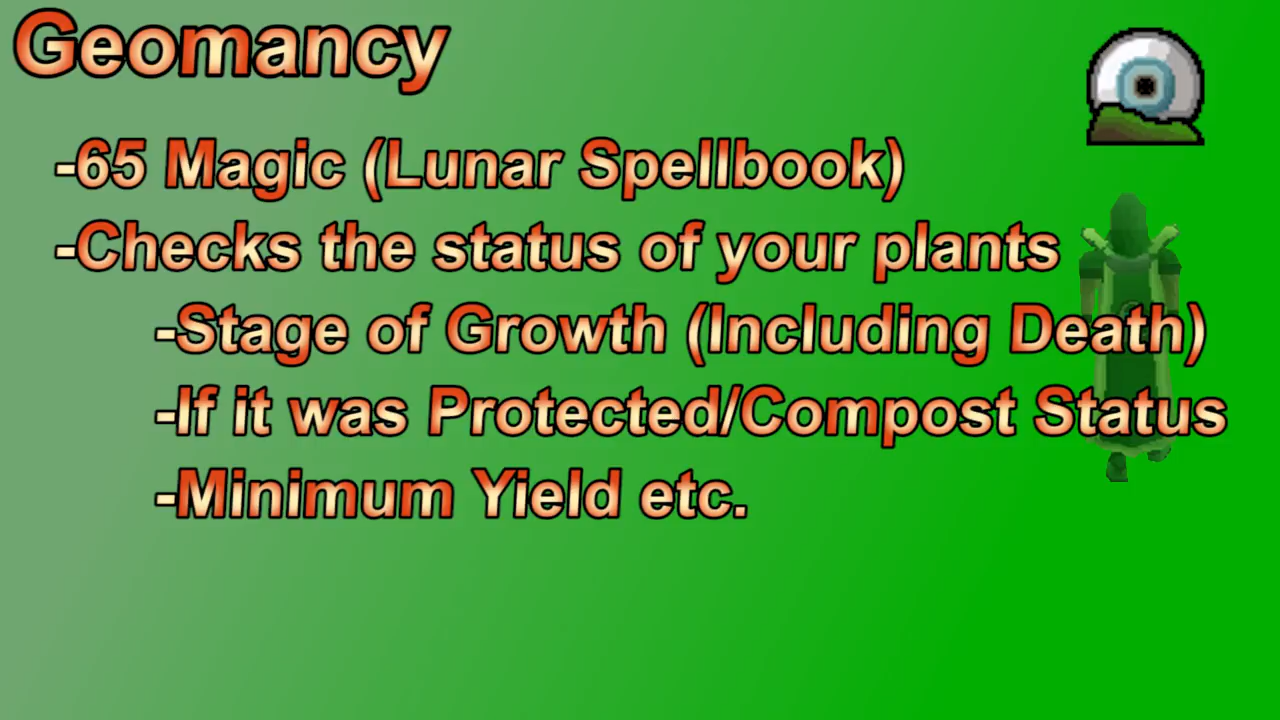 Geomancy
-65 Magic (Lunar Spellbook)
-Checks the status of your plants
-Stage of Growth (Including Death)
-If it was Protected/Compost Status
-Minimum Yield etc.